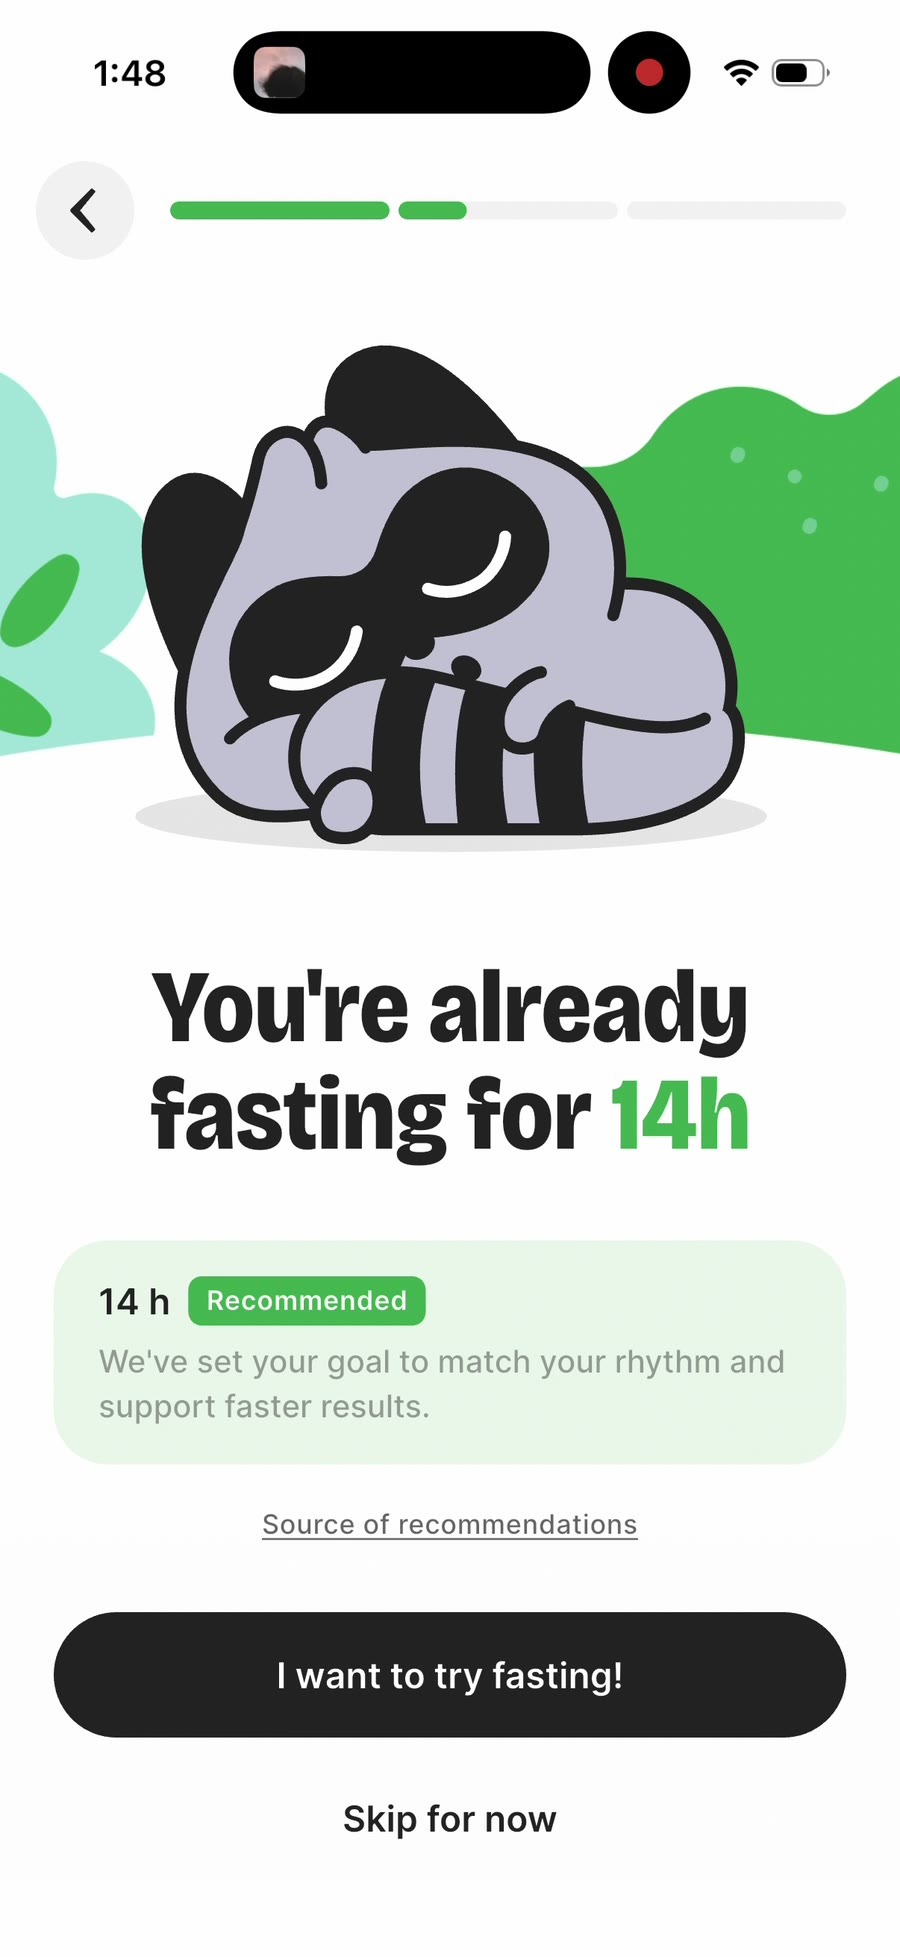 1:48
You're already
fasting for 14h
14 h Recommended
We've set your goal to match your rhythm and
support faster results.
Source of recommendations
I want to try fasting!
Skip for now